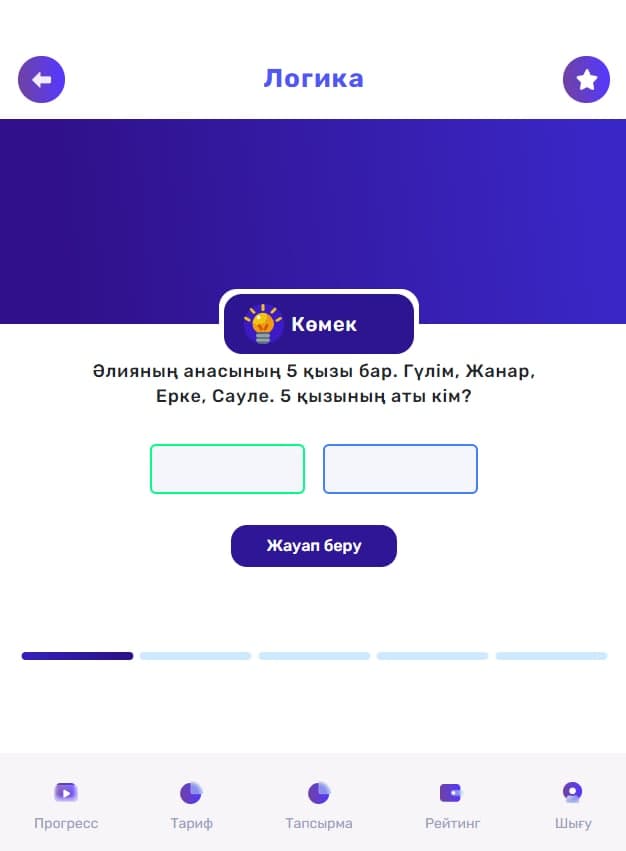 Логика
Көмек
Әлияның анасының 5 қызы бар. Гүлім, Жанар,
Ерке, Сауле. 5 қызының аты кім?
Жауап беру
Прогресс
Тариф
Тапсырма
Рейтинг
Шығу